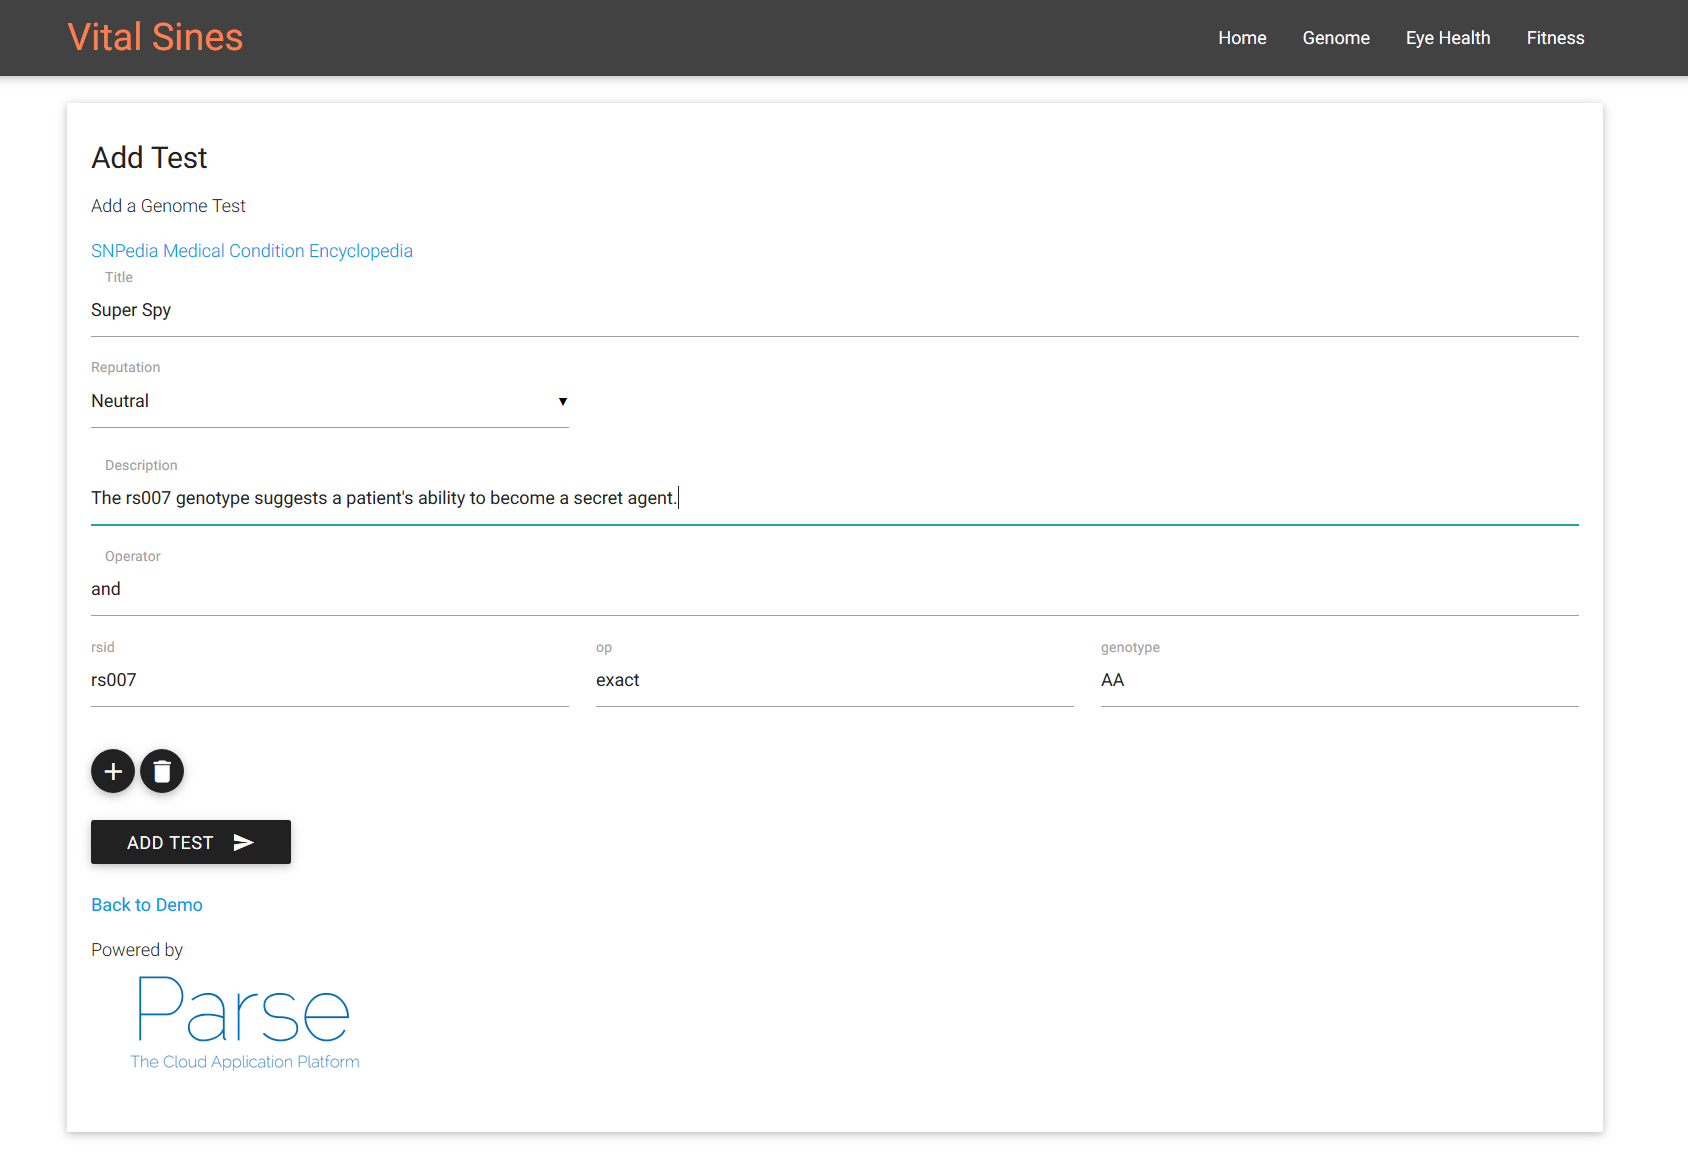 Vital Sines
Home Genome Eye Health Fitness
Add Test
Add a Genome Test
SNPedia Medical Condition Encyclopedia
Title
Super Spy
Reputation
Neutral
Description
The rs007 genotype suggests a patient's ability to become a secret agent.
Operator
and
rsid op genotype
rs007 exact AA
ADD TEST
Back to Demo
Powered by
Parse
The Cloud Application Platform